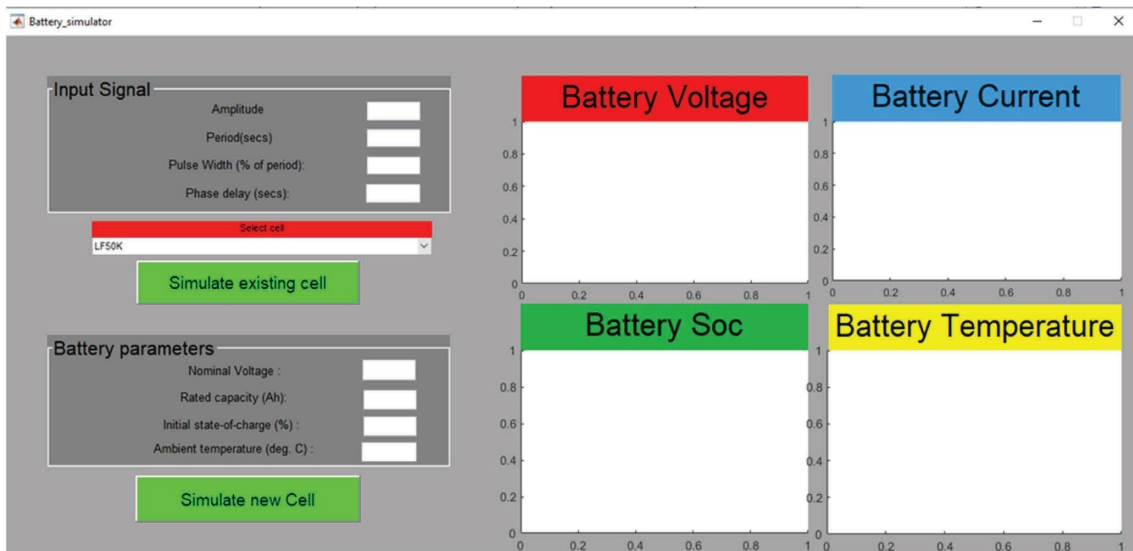 Battery_simulator
Input Signal
Amplitude
Period(secs)
Pulse Width (% of period):
Phase delay (secs):
Select cell
LF50K
Simulate existing cell
Battery parameters
Nominal Voltage :
Rated capacity (Ah):
Initial state-of-charge (%) :
Ambient temperature (deg. C) :
Simulate new Cell
Battery Voltage
1
0.8
0.6
0.4
0.2
0
0 0.2 0.4 0.6 0.8 1
Battery Current
1
0.8
0.6
0.4
0.2
0
0 0.2 0.4 0.6 0.8 1
Battery Soc
1
0.8
0.6
0.4
0.2
0
0 0.2 0.4 0.6 0.8 1
Battery Temperature
1
0.8
0.6
0.4
0.2
0
0 0.2 0.4 0.6 0.8 1